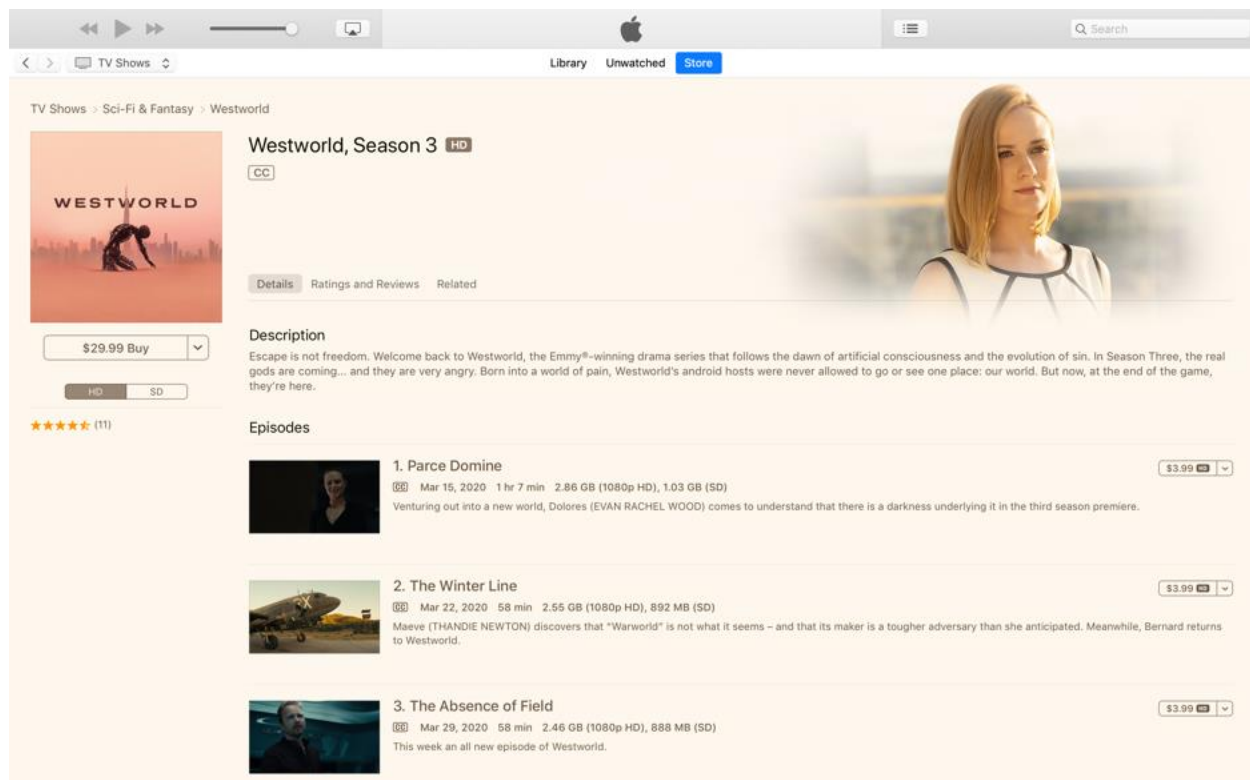 Search
TV Shows
Library Unwatched Store
TV Shows > Sci-Fi & Fantasy > Westworld
WESTWORLD
Westworld, Season 3 HD
CC
Details Ratings and Reviews Related
$29.99 Buy
HD SD
(11)
Description
Escape is not freedom. Welcome back to Westworld, the Emmy®-winning drama series that follows the dawn of artificial consciousness and the evolution of sin. In Season Three, the real
gods are coming... and they are very angry. Born into a world of pain, Westworld's android hosts were never allowed to go or see one place: our world. But now, at the end of the game,
they're here.
Episodes
1. Parce Domine
$3.99 HD
CC Mar 15, 2020 1 hr 7 min 2.86 GB (1080p HD), 1.03 GB (SD)
Venturing out into a new world, Dolores (EVAN RACHEL WOOD) comes to understand that there is a darkness underlying it in the third season premiere.
2. The Winter Line
$3.99 HD
CC Mar 22, 2020 58 min 2.55 GB (1080p HD), 892 MB (SD)
Maeve (THANDIE NEWTON) discovers that "Warworld" is not what it seems – and that its maker is a tougher adversary than she anticipated. Meanwhile, Bernard returns
to Westworld.
3. The Absence of Field
$3.99 HD
CC Mar 29, 2020 58 min 2.46 GB (1080p HD), 888 MB (SD)
This week an all new episode of Westworld.